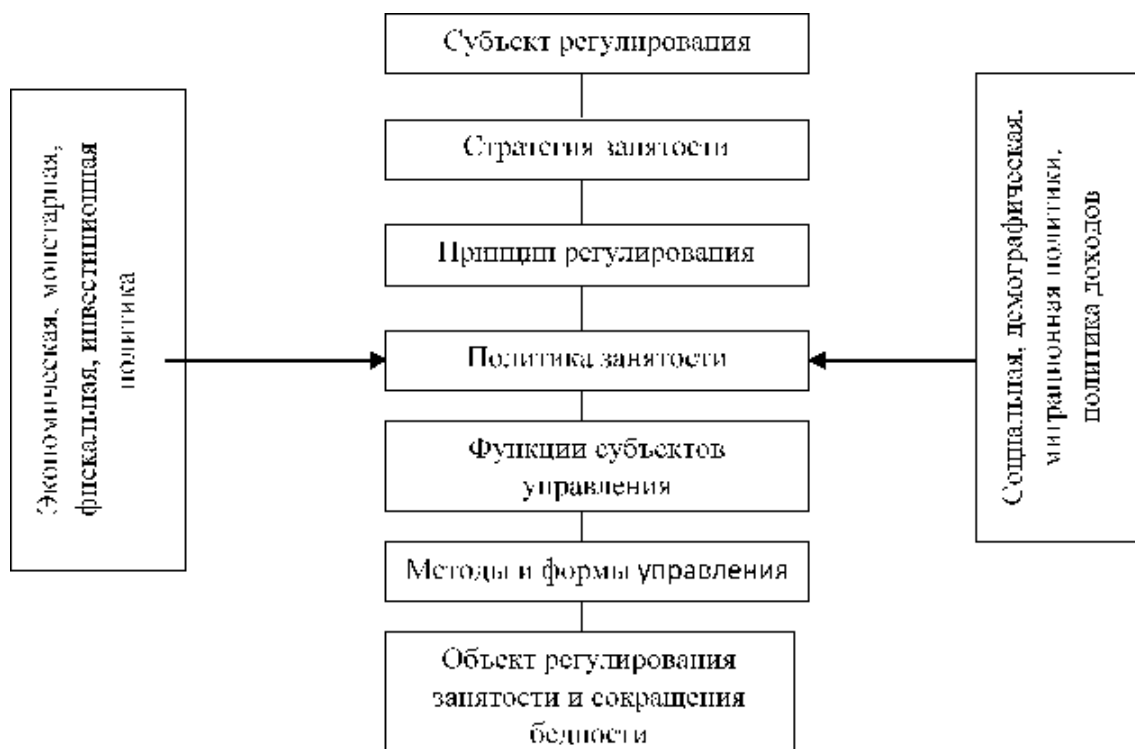 Субъект регулирования
Стратегия занятости
Принцип регулирования
Политика занятости
Функции субъектов
управления
Методы и формы управления
Объект регулирования
занятости и сокращения
бедности
Экономическая, монетарная,
фискальная, инвестиционная
политика
Социальная, демографическая,
миграционная политики,
политика доходов